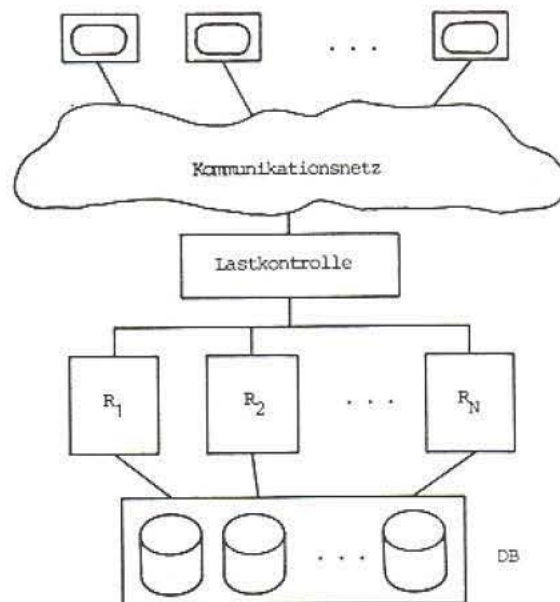 . . .
Kommunikationsnetz
Lastkontrolle
R1 R2 . . . RN
. . . DB